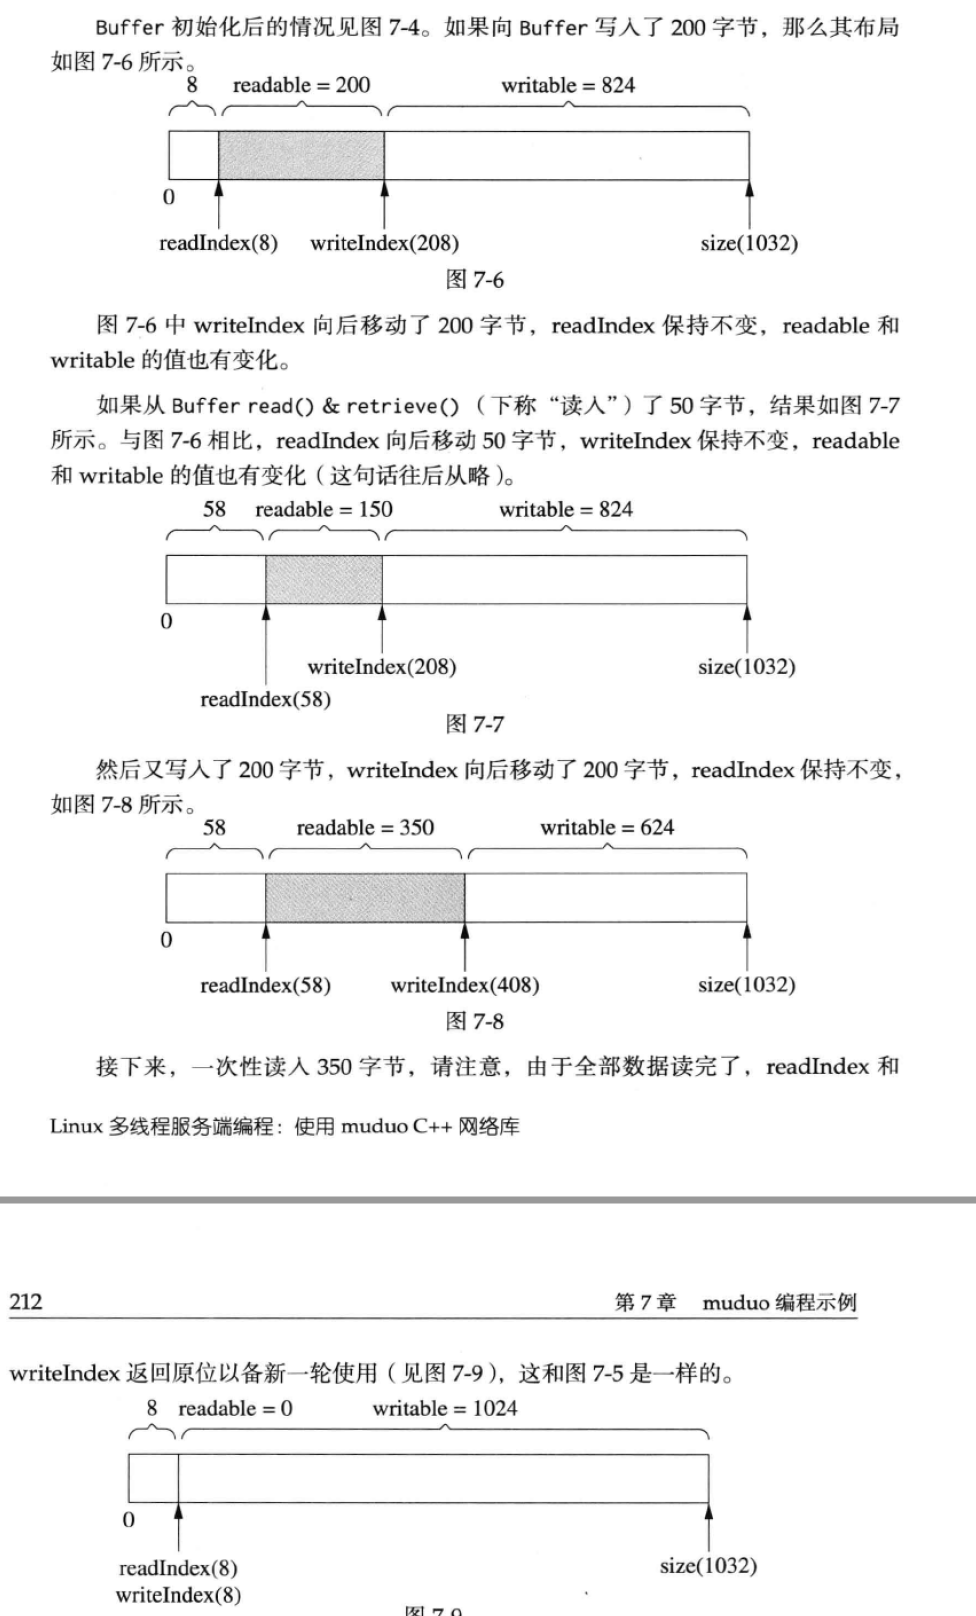 Buffer 初始化后的情况见图 7-4。如果向 Buffer 写入了 200 字节，那么其布局
如图 7-6 所示。
8 readable = 200 writable = 824
0
readIndex(8) writeIndex(208) size(1032)
图 7-6
图 7-6 中 writeIndex 向后移动了 200 字节，readIndex 保持不变，readable 和
writable 的值也有变化。
如果从 Buffer read() & retrieve() （下称“读入”）了 50 字节，结果如图 7-7
所示。与图 7-6 相比，readIndex 向后移动 50 字节，writeIndex 保持不变，readable
和 writable 的值也有变化（这句话往后从略）。
58 readable = 150 writable = 824
0
writeIndex(208) size(1032)
readIndex(58)
图 7-7
然后又写入了 200 字节，writeIndex 向后移动了 200 字节，readIndex 保持不变，
如图 7-8 所示。
58 readable = 350 writable = 624
0
readIndex(58) writeIndex(408) size(1032)
图 7-8
接下来，一次性读入 350 字节，请注意，由于全部数据读完了，readIndex 和
Linux 多线程服务端编程：使用 muduo C++ 网络库
212 第 7 章 muduo 编程示例
writeIndex 返回原位以备新一轮使用（见图 7-9），这和图 7-5 是一样的。
8 readable = 0 writable = 1024
0
readIndex(8) size(1032)
writeIndex(8)
图 7-9